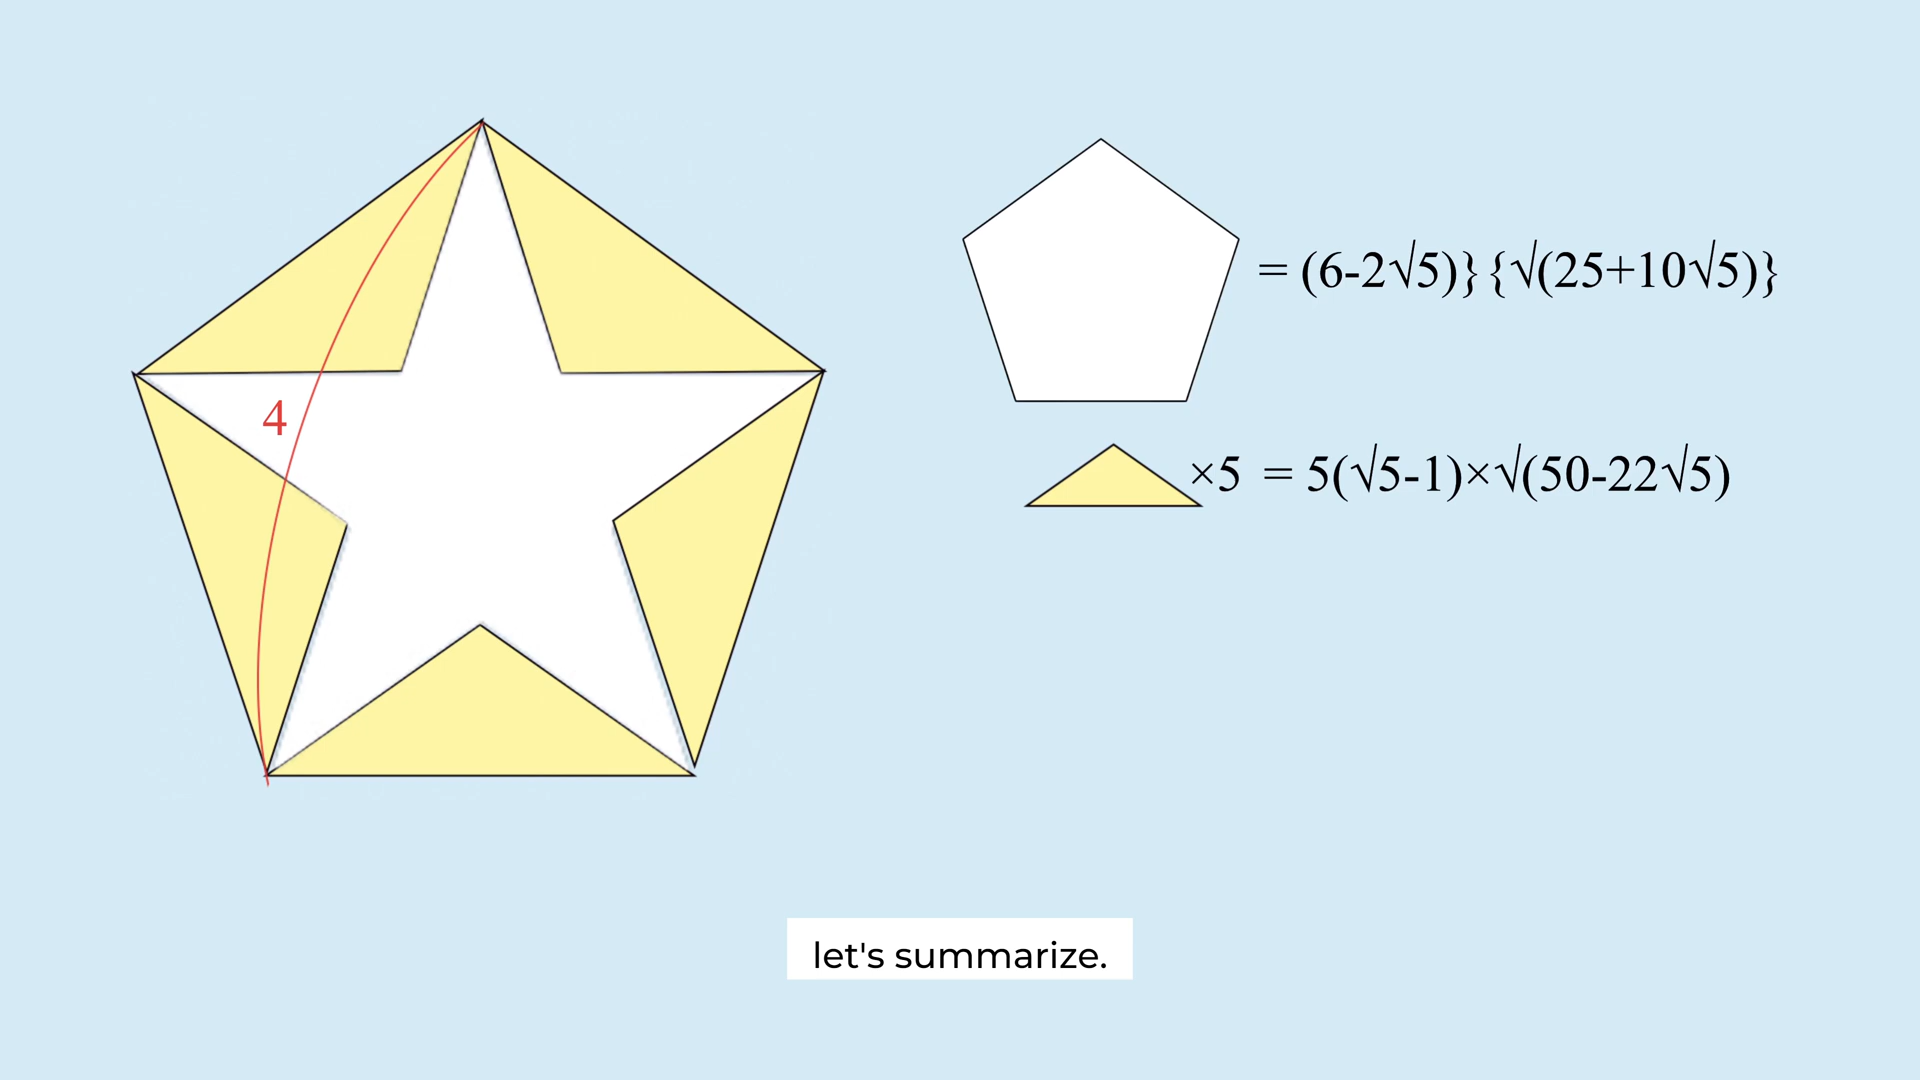 4
= (6-2√5)}{√(25+10√5)}
×5 = 5(√5-1)×√(50-22√5)
let's summarize.